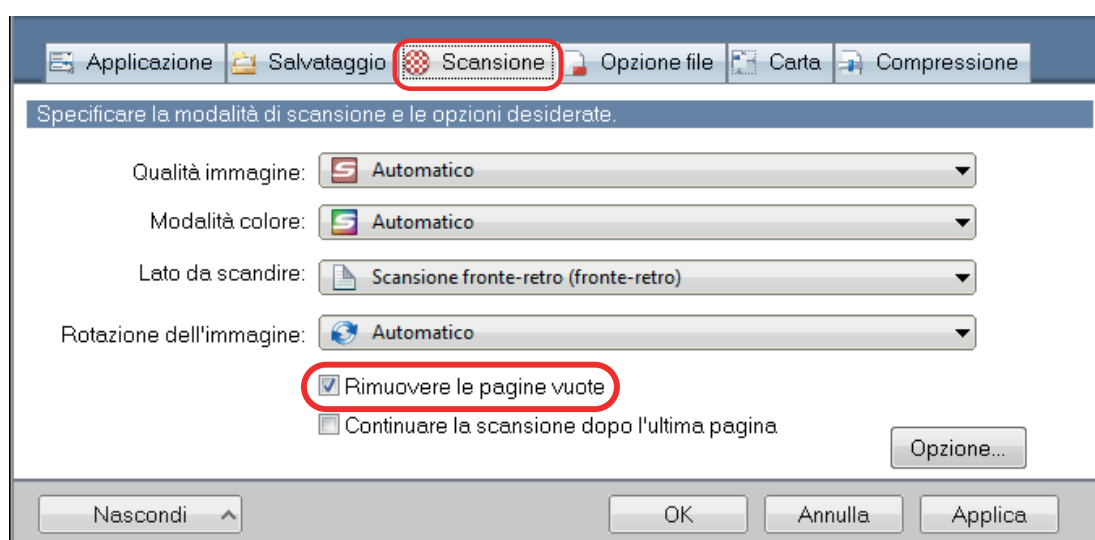 Applicazione Salvataggio Scansione Opzione file Carta Compressione
Specificare la modalità di scansione e le opzioni desiderate.
Qualità immagine: Automatico
Modalità colore: Automatico
Lato da scandire: Scansione fronte-retro (fronte-retro)
Rotazione dell'immagine: Automatico
Rimuovere le pagine vuote
Continuare la scansione dopo l'ultima pagina
Opzione...
Nascondi OK Annulla Applica